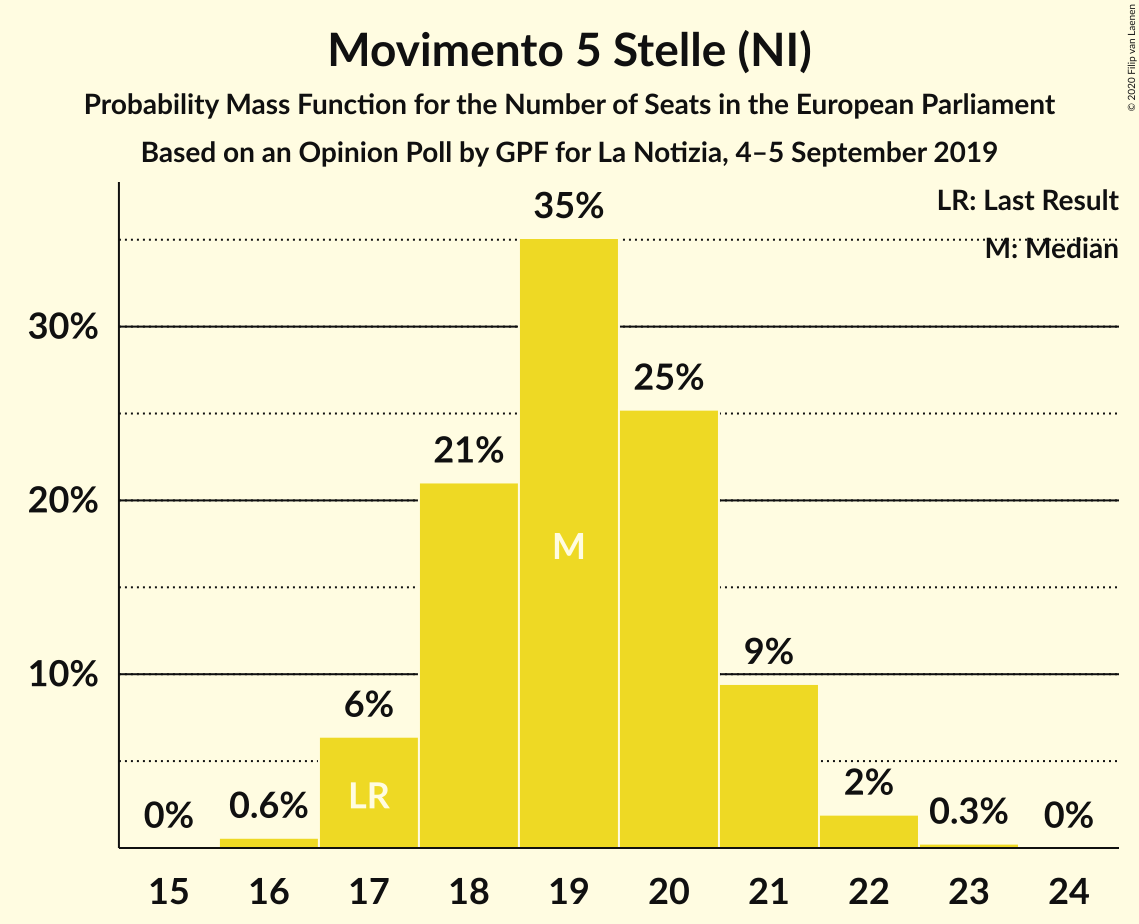 Movimento 5 Stelle (NI)
Probability Mass Function for the Number of Seats in the European Parliament
Based on an Opinion Poll by GPF for La Notizia, 4–5 September 2019
© 2020 Filip van Laenen
LR: Last Result
M: Median
35%
30%
25%
21%
20%
M
10%
9%
6%
LR
2%
0.6%
0.3%
0%
0%
15 16 17 18 19 20 21 22 23 24